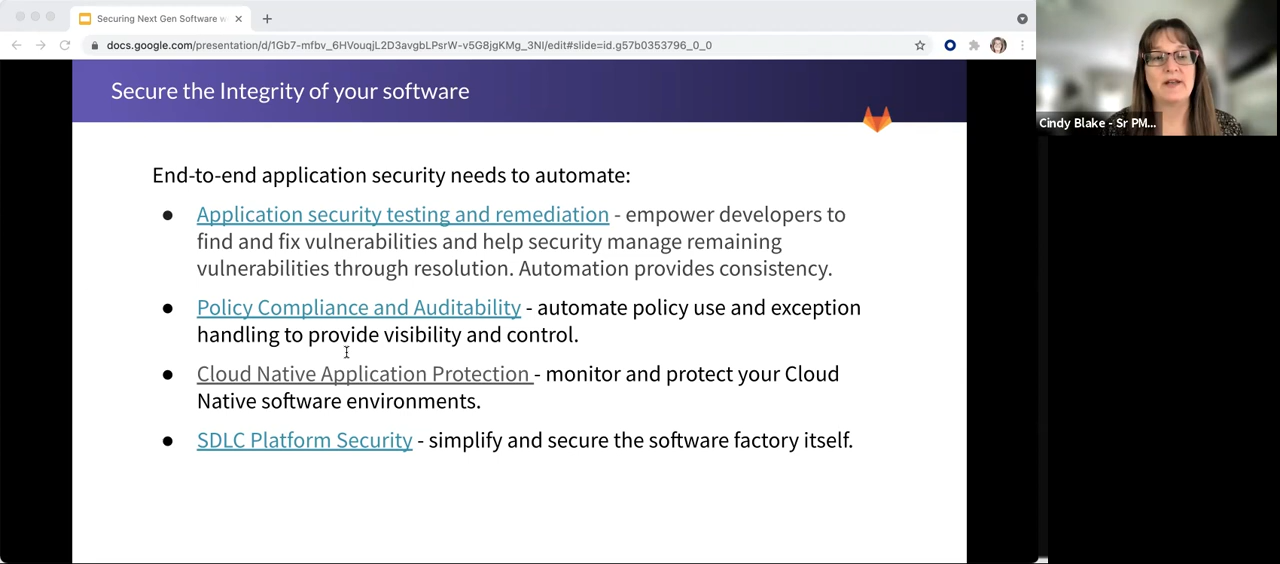 Securing Next Gen Software w
docs.google.com/presentation/d/1Gb7-mfbv_6HVouqjL2D3avgbLPsrW-v5G8jgKMg_3NI/edit#slide=id.g57b0353796_0_0
Secure the Integrity of your software
Cindy Blake - Sr PM...
End-to-end application security needs to automate:
● Application security testing and remediation - empower developers to
find and fix vulnerabilities and help security manage remaining
vulnerabilities through resolution. Automation provides consistency.
● Policy Compliance and Auditability - automate policy use and exception
handling to provide visibility and control.
● Cloud Native Application Protection - monitor and protect your Cloud
Native software environments.
● SDLC Platform Security - simplify and secure the software factory itself.